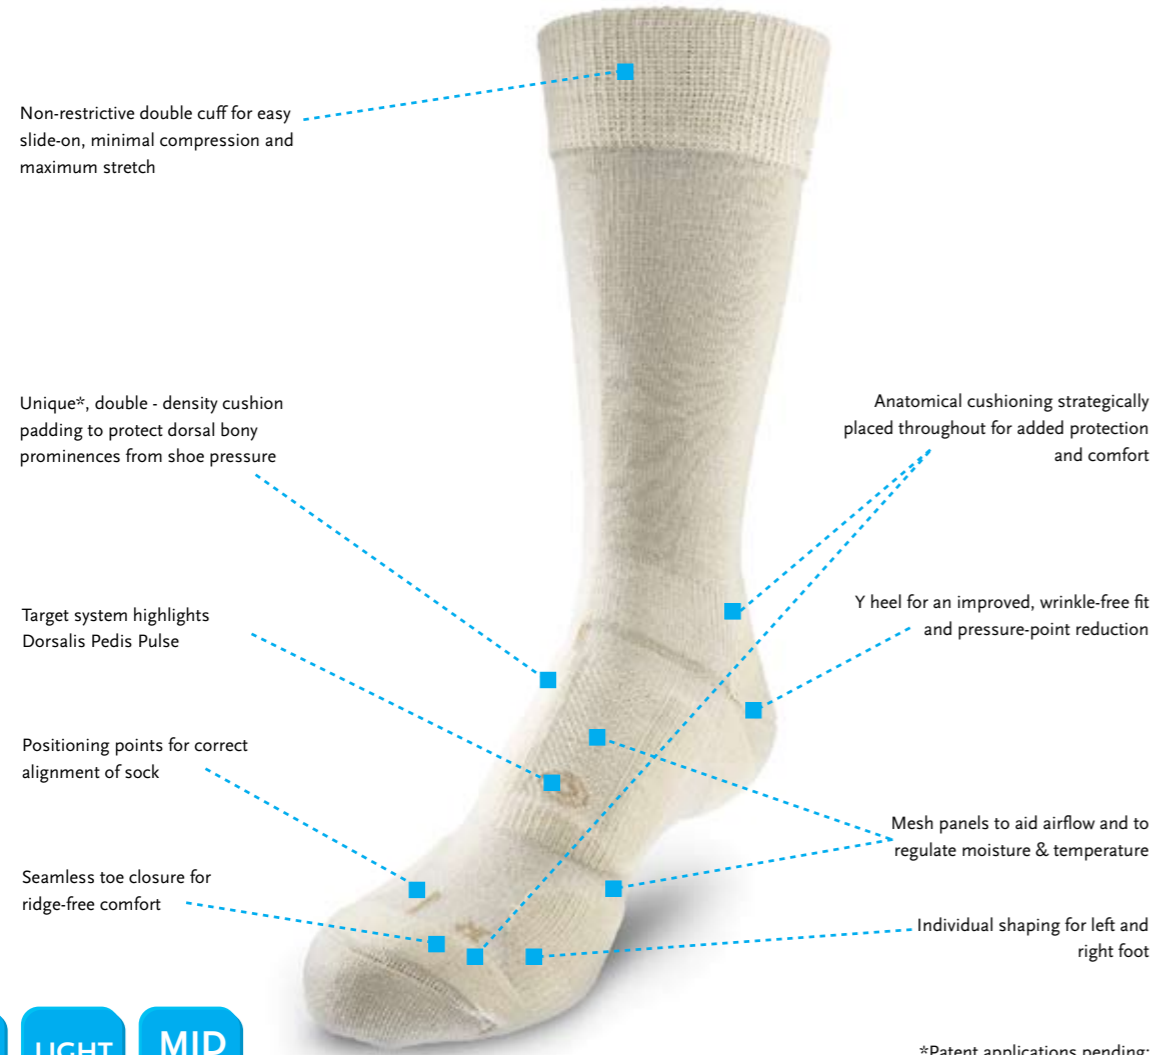 Non-restrictive double cuff for easy
slide-on, minimal compression and
maximum stretch
Unique*, double - density cushion
padding to protect dorsal bony
prominences from shoe pressure
Target system highlights
Dorsalis Pedis Pulse
Positioning points for correct
alignment of sock
Seamless toe closure for
ridge-free comfort
Anatomical cushioning strategically
placed throughout for added protection
and comfort
Y heel for an improved, wrinkle-free fit
and pressure-point reduction
Mesh panels to aid airflow and to
regulate moisture & temperature
Individual shaping for left and
right foot
LIGHT
MID
*Patent applications pending: